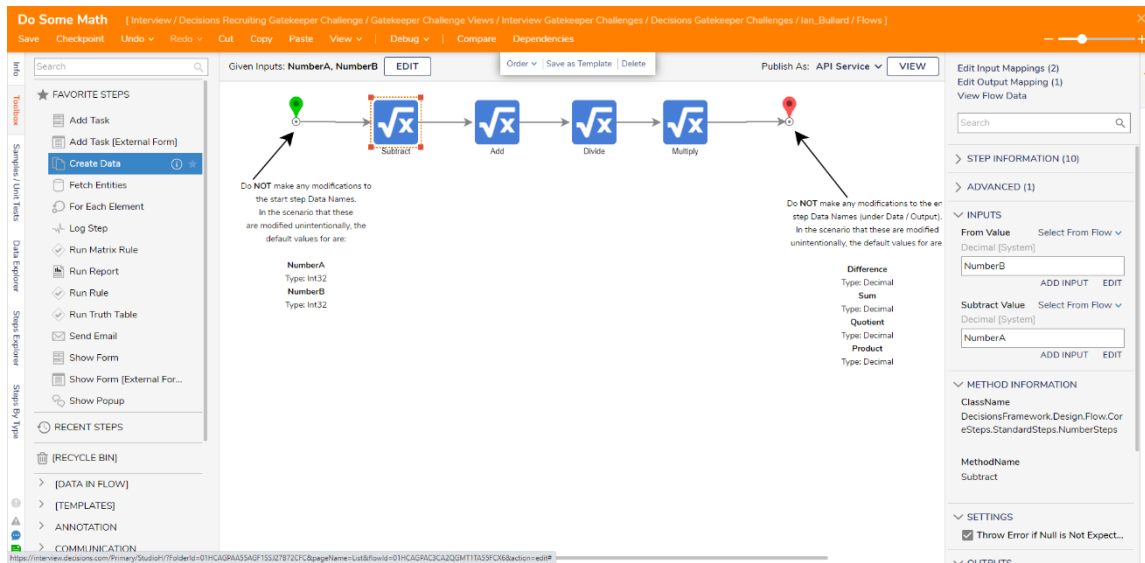 Do Some Math [ Interview / Decisions Recruiting Gatekeeper Challenge / Gatekeeper Challenge Views / Interview Gatekeeper Challenges / Decisions Gatekeeper Challenges / Ian_Bullard / Flows ]
Save Checkpoint Undo Redo Cut Copy Paste View Debug Compare Dependencies
Info
Toolbox
Samples / Unit Tests
Data Explorer
Steps Explorer
Steps By Type
Search
FAVORITE STEPS
Add Task
Add Task [External Form]
Create Data
Fetch Entities
For Each Element
Log Step
Run Matrix Rule
Run Report
Run Rule
Run Truth Table
Send Email
Show Form
Show Form [External For...
Show Popup
RECENT STEPS
[RECYCLE BIN]
[DATA IN FLOW]
[TEMPLATES]
ANNOTATION
COMMUNICATION
Given Inputs: NumberA, NumberB EDIT
Order Save as Template Delete
Publish As: API Service VIEW
√x √x √x √x
Subtract Add Divide Multiply
Do NOT make any modifications to
the start step Data Names.
In the scenario that these
are modified unintentionally, the
default values for are:
NumberA
Type: Int32
NumberB
Type: Int32
Do NOT make any modifications to the en
step Data Names (under Data / Output).
In the scenario that these are modified
unintentionally, the default values for are
Difference
Type: Decimal
Sum
Type: Decimal
Quotient
Type: Decimal
Product
Type: Decimal
Edit Input Mappings (2)
Edit Output Mapping (1)
View Flow Data
Search
STEP INFORMATION (10)
ADVANCED (1)
INPUTS
From Value Select From Flow
Decimal [System]
NumberB
ADD INPUT EDIT
Subtract Value Select From Flow
Decimal [System]
NumberA
ADD INPUT EDIT
METHOD INFORMATION
ClassName
DecisionsFramework.Design.Flow.Cor
eSteps.StandardSteps.NumberSteps
MethodName
Subtract
SETTINGS
Throw Error if Null is Not Expect...
OUTPUTS